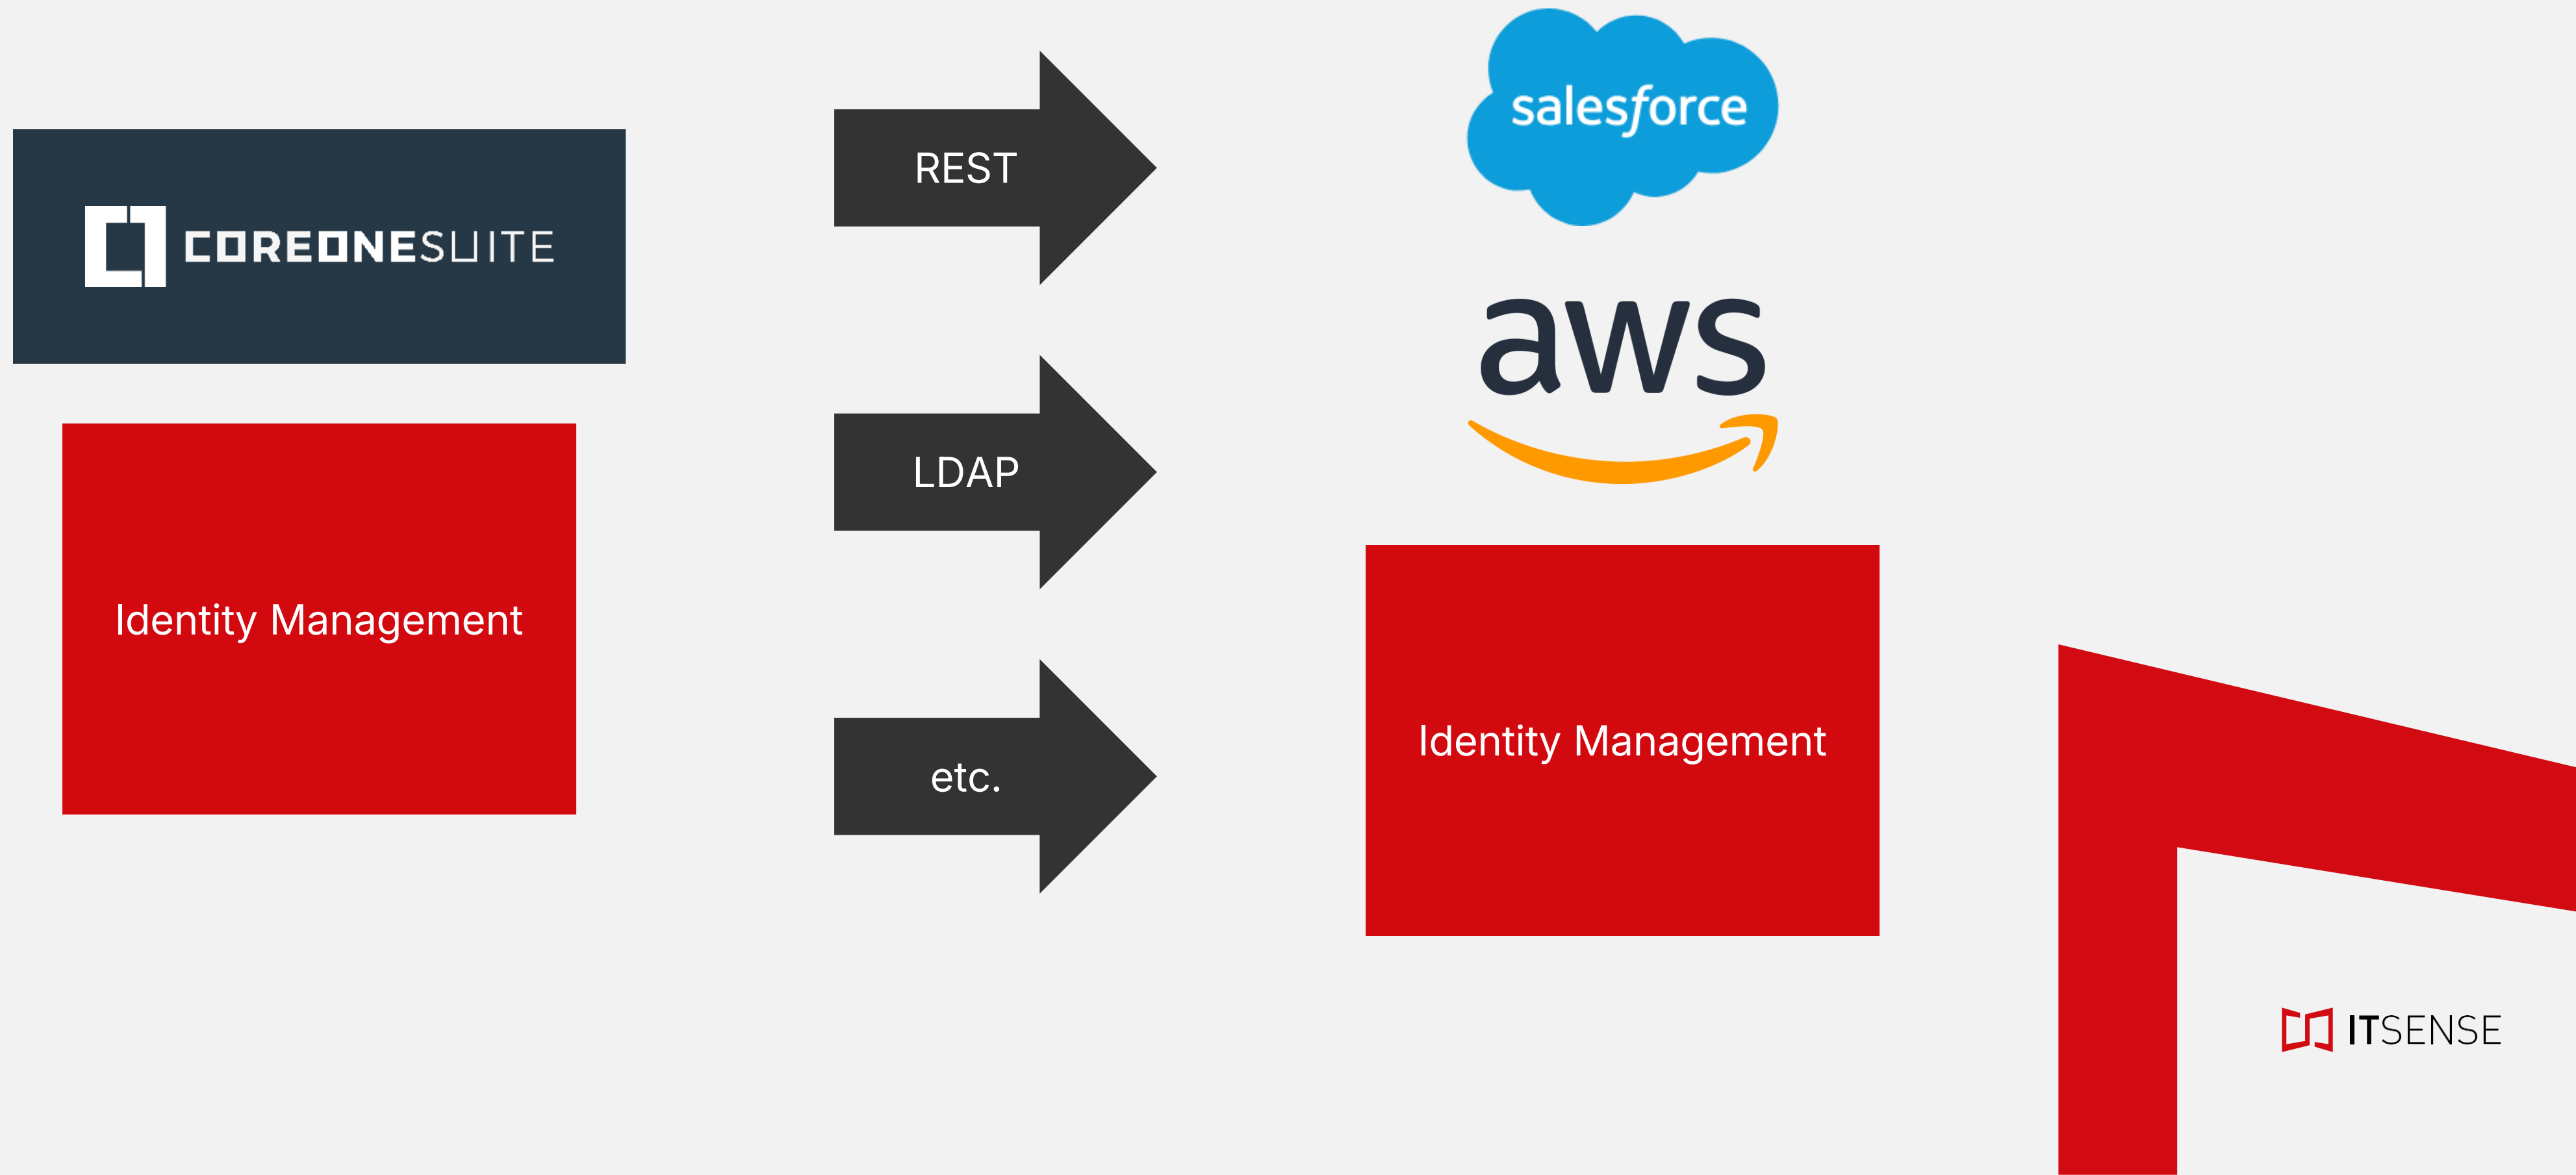 COREONESUITE
Identity Management
REST
LDAP
etc.
salesforce
aws
Identity Management
ITSENSE